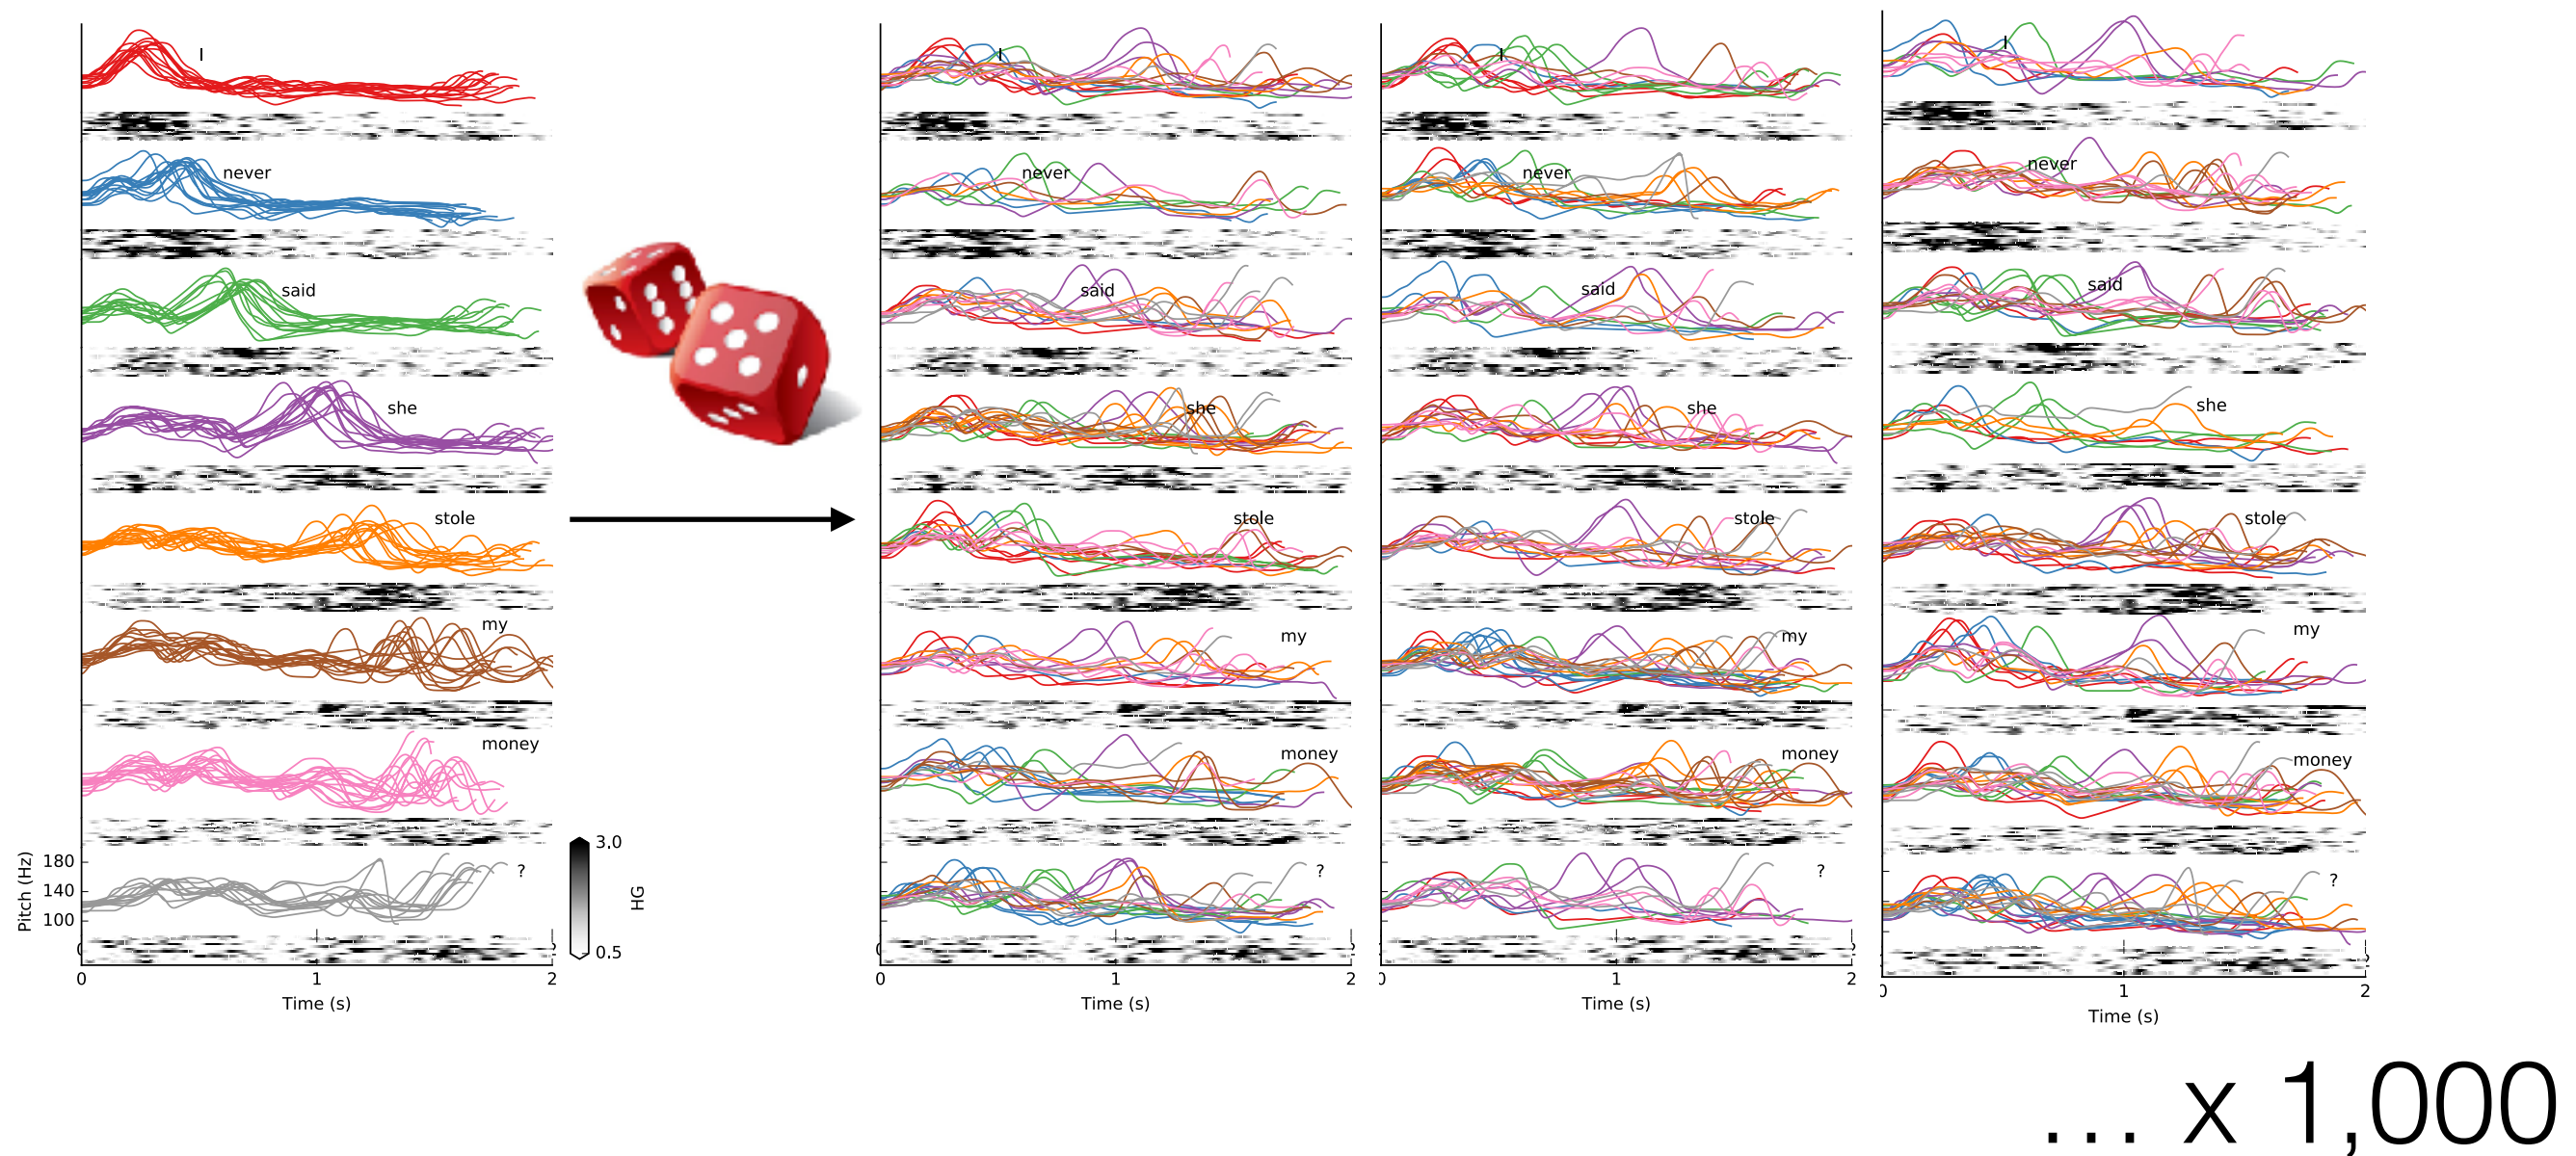 I
never
said
she
stole
my
money
?
Pitch (Hz)
180
140
100
0
1
2
Time (s)
3.0
0.5
HG
I
never
said
she
stole
my
money
?
0
1
2
Time (s)
I
never
said
she
stole
my
money
?
0
1
2
Time (s)
I
never
said
she
stole
my
money
?
0
1
2
Time (s)
... x 1,000